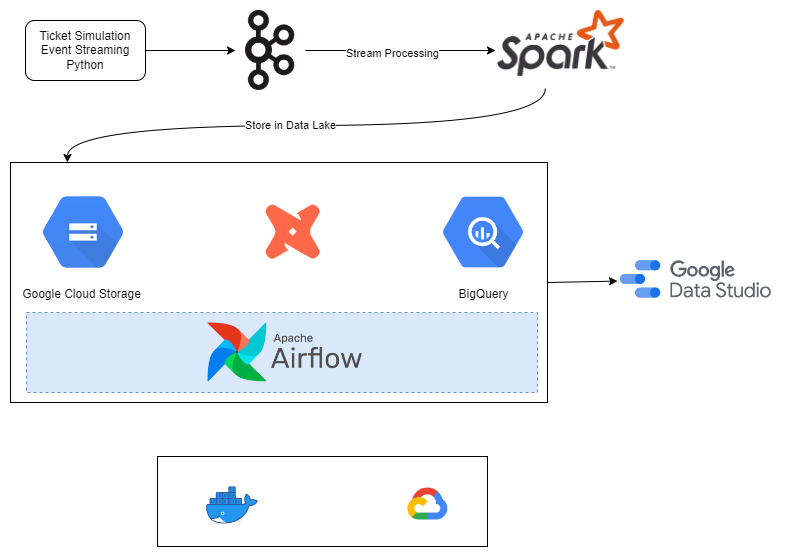 Ticket Simulation
Event Streaming
Python
Stream Processing
APACHE
Spark
TM
Store in Data Lake
Google Cloud Storage
BigQuery
Google
Data Studio
Apache
Airflow